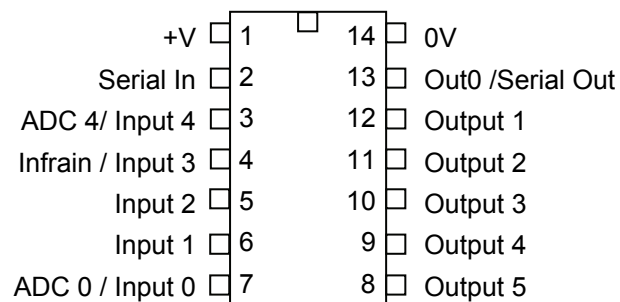 +V 1 14 0V
Serial In 2 13 Out0 /Serial Out
ADC 4/ Input 4 3 12 Output 1
Infrain / Input 3 4 11 Output 2
Input 2 5 10 Output 3
Input 1 6 9 Output 4
ADC 0 / Input 0 7 8 Output 5